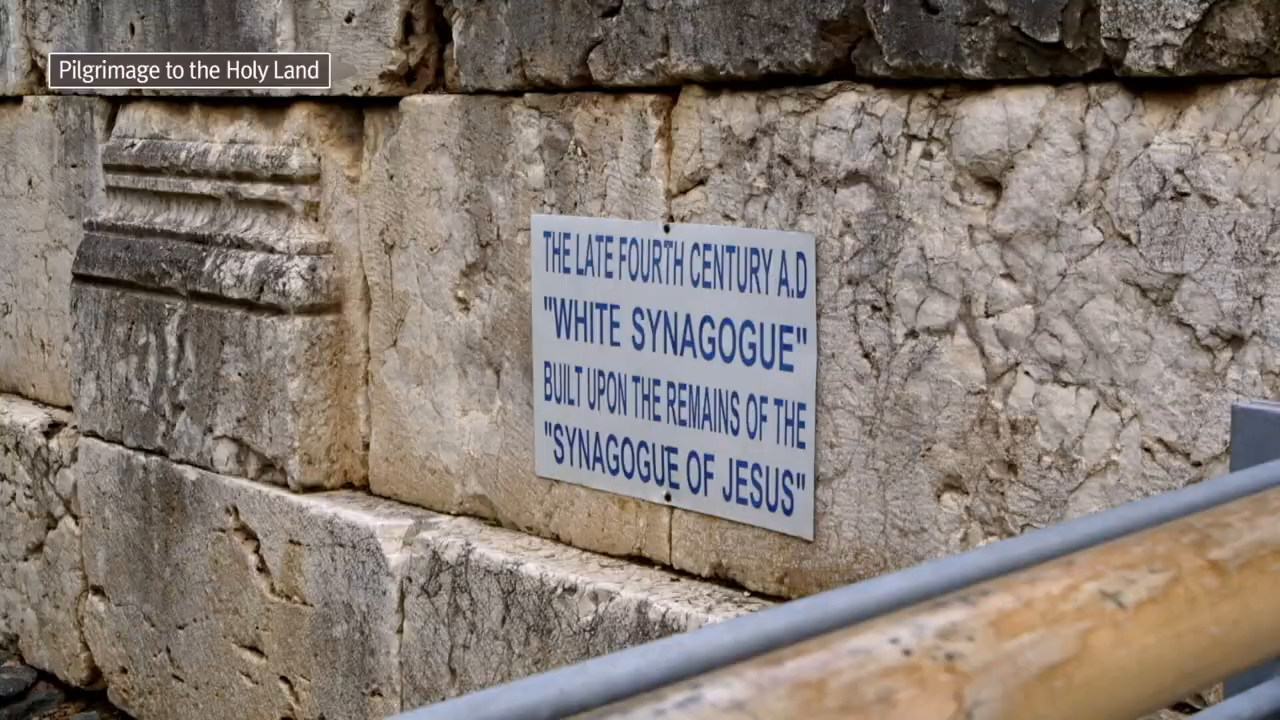 Pilgrimage to the Holy Land
THE LATE FOURTH CENTURY A.D
"WHITE SYNAGOGUE"
BUILT UPON THE REMAINS OF THE
"SYNAGOGUE OF JESUS"